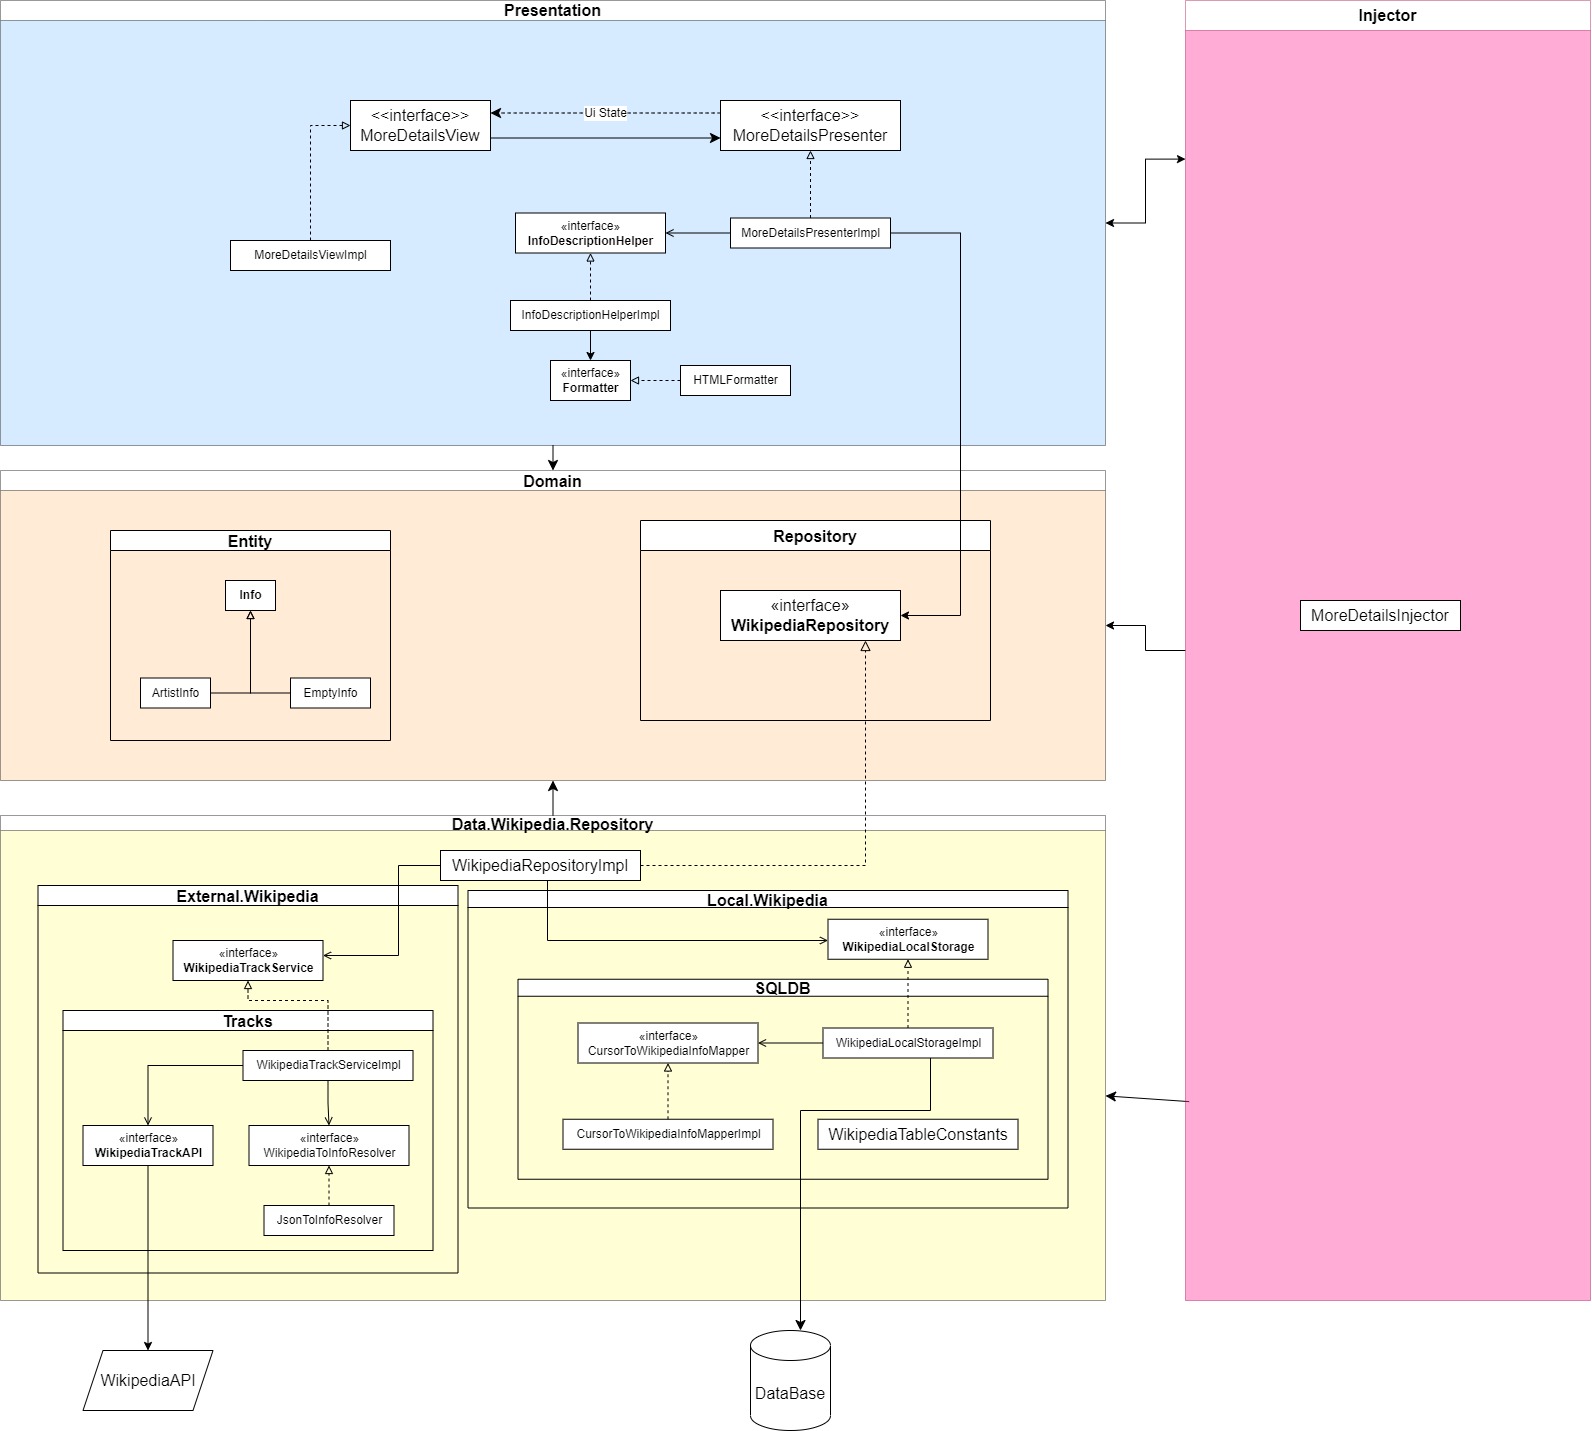 Presentation
Injector
<<interface>>
MoreDetailsView
Ui State
<<interface>>
MoreDetailsPresenter
«interface»
InfoDescriptionHelper
MoreDetailsPresenterImpl
MoreDetailsViewImpl
InfoDescriptionHelperImpl
«interface»
Formatter
HTMLFormatter
Domain
Entity
Repository
Info
«interface»
WikipediaRepository
MoreDetailsInjector
ArtistInfo
EmptyInfo
Data.Wikipedia.Repository
WikipediaRepositoryImpl
External.Wikipedia
Local.Wikipedia
«interface»
WikipediaTrackService
«interface»
WikipediaLocalStorage
SQLDB
Tracks
«interface»
CursorToWikipediaInfoMapper
WikipediaLocalStorageImpl
WikipediaTrackServiceImpl
«interface»
WikipediaTrackAPI
«interface»
WikipediaToInfoResolver
CursorToWikipediaInfoMapperImpl
WikipediaTableConstants
JsonToInfoResolver
WikipediaAPI
DataBase